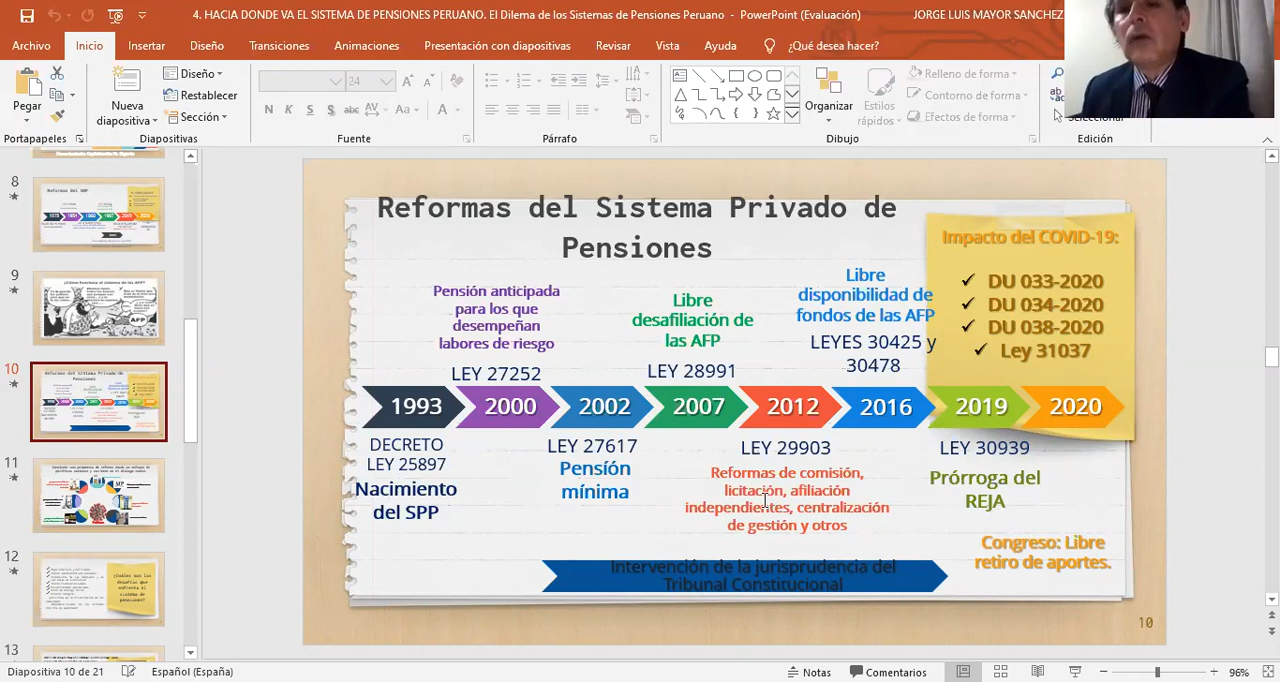 4. HACIA DONDE VA EL SISTEMA DE PENSIONES PERUANO. El Dilema de los Sistemas de Pensiones Peruano - PowerPoint (Evaluación)
JORGE LUIS MAYOR SANCHEZ
Archivo Inicio Insertar Diseño Transiciones Animaciones Presentación con diapositivas Revisar Vista Ayuda ¿Qué desea hacer?
Pegar
Nueva diapositiva
Diseño
Restablecer
Sección
24
N K S S abc AV Aa A
Organizar
Estilos rápidos
Relleno de forma
Contorno de forma
Efectos de forma
Portapapeles Diapositivas Fuente Párrafo Dibujo Edición
8
9
10
11
12
13
Reformas del Sistema Privado de
Pensiones
Impacto del COVID-19:
✓ DU 033-2020
✓ DU 034-2020
✓ DU 038-2020
✓ Ley 31037
Pensión anticipada
para los que
desempeñan
labores de riesgo
LEY 27252
Libre
desafiliación de
las AFP
LEY 28991
Libre
disponibilidad de
fondos de las AFP
LEYES 30425 y
30478
1993 2000 2002 2007 2012 2016 2019 2020
DECRETO
LEY 25897
Nacimiento
del SPP
LEY 27617
Pensión
mínima
LEY 29903
Reformas de comisión,
licitación, afiliación
independientes, centralización
de gestión y otros
LEY 30939
Prórroga del
REJA
Congreso: Libre
retiro de aportes.
Intervención de la jurisprudencia del
Tribunal Constitucional
10
Diapositiva 10 de 21 Español (España) Notas Comentarios 96%